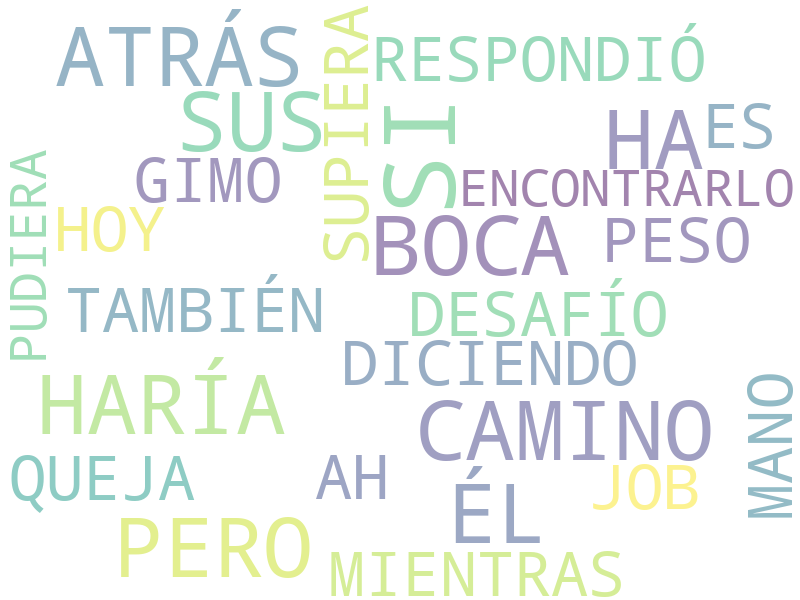 ATRÁS
SUPIERA
RESPONDIÓ
SUS
SI
HA
ES
GIMO
ENCONTRARLO
PUDIERA
HOY
BOCA
PESO
TAMBIÉN
DESAFÍO
DICIENDO
HARÍA
CAMINO
MANO
QUEJA
AH
ÉL
JOB
PERO
MIENTRAS